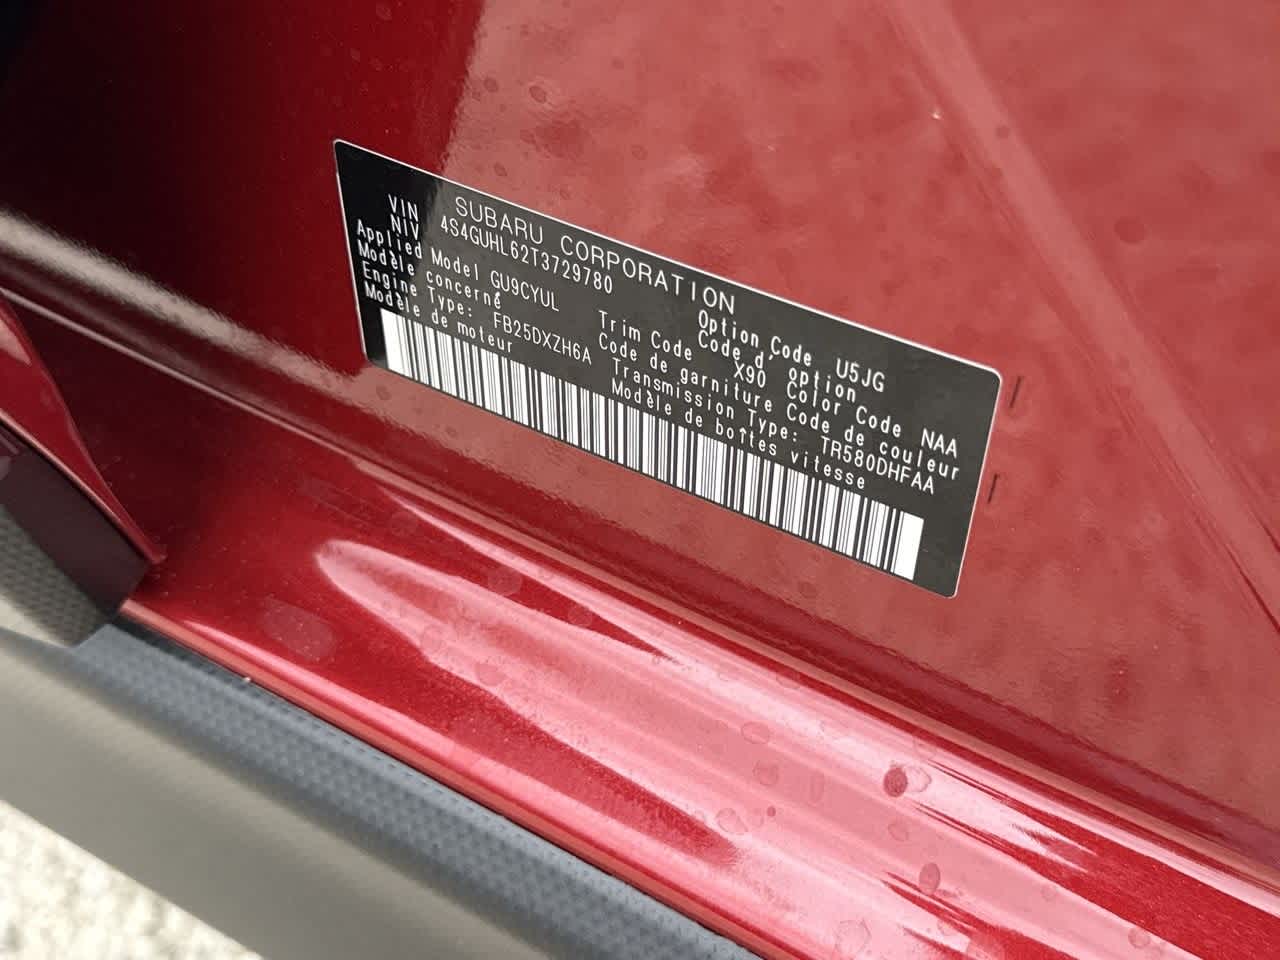 SUBARU CORPORATION
VIN
NIV 4S4GUHL62T3729780
Option Code U5JG
Code d'option
Applied Model GU9CYUL
Modèle concerné
Trim Code X90 Color Code NAA
Code de garniture Code de couleur
Engine Type: FB25DXZH6A
Modèle de moteur
Transmission Type: TR580DHFAA
Modèle de boîtes vitesse